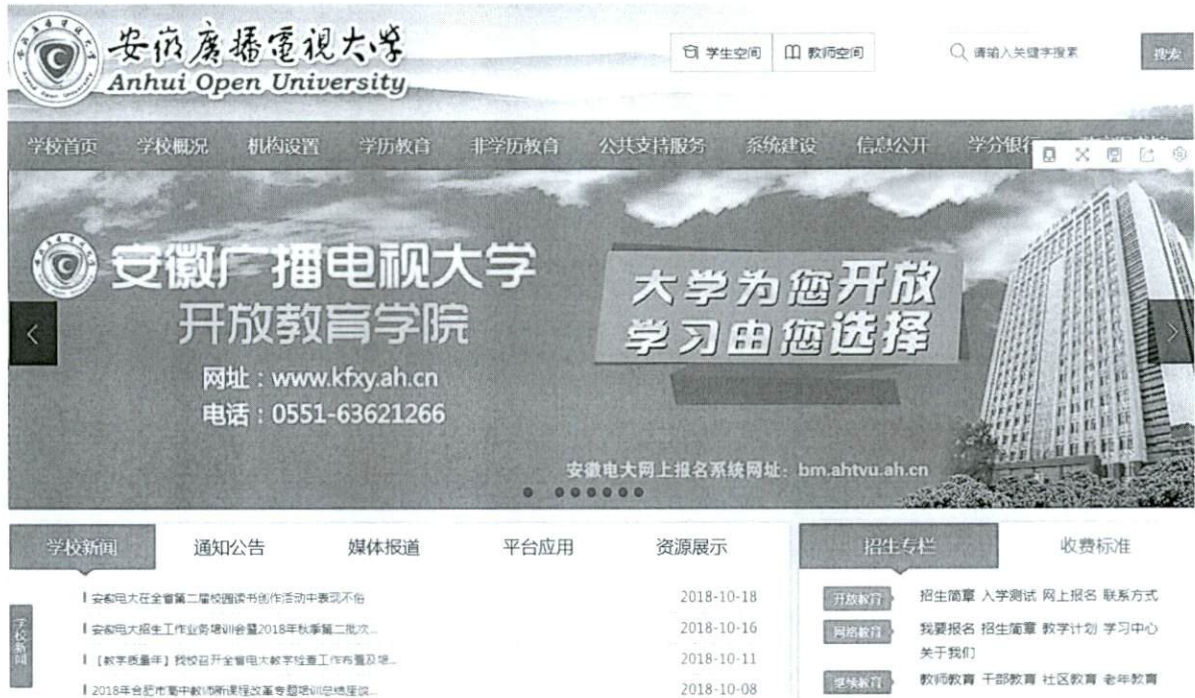 安徽廣播電視大學
Anhui Open University
学生空间 教师空间
请输入关键字搜索
搜索
学校首页 学校概况 机构设置 学历教育 非学历教育 公共支持服务 系统建设 信息公开 学分银行
安徽广播电视大学
开放教育学院
网址：www.kfxy.ah.cn
电话：0551-63621266
大学为您开放
学习由您选择
安徽电大网上报名系统网址：bm.ahtvu.ah.cn
学校新闻 通知公告 媒体报道 平台应用 资源展示
学校新闻
安徽电大在全省第二届校园读书创作活动中表现不俗 2018-10-18
安徽电大招生工作业务培训会暨2018年秋季第二批次... 2018-10-16
【教学质量年】我校召开全省电大教学检查工作布置及培... 2018-10-11
2018年合肥市高中教师新课程改革专题培训总结座谈... 2018-10-08
招生专栏 收费标准
开放教育 招生简章 入学测试 网上报名 联系方式
网络教育 我要报名 招生简章 教学计划 学习中心
关于我们
继续教育 教师教育 干部教育 社区教育 老年教育